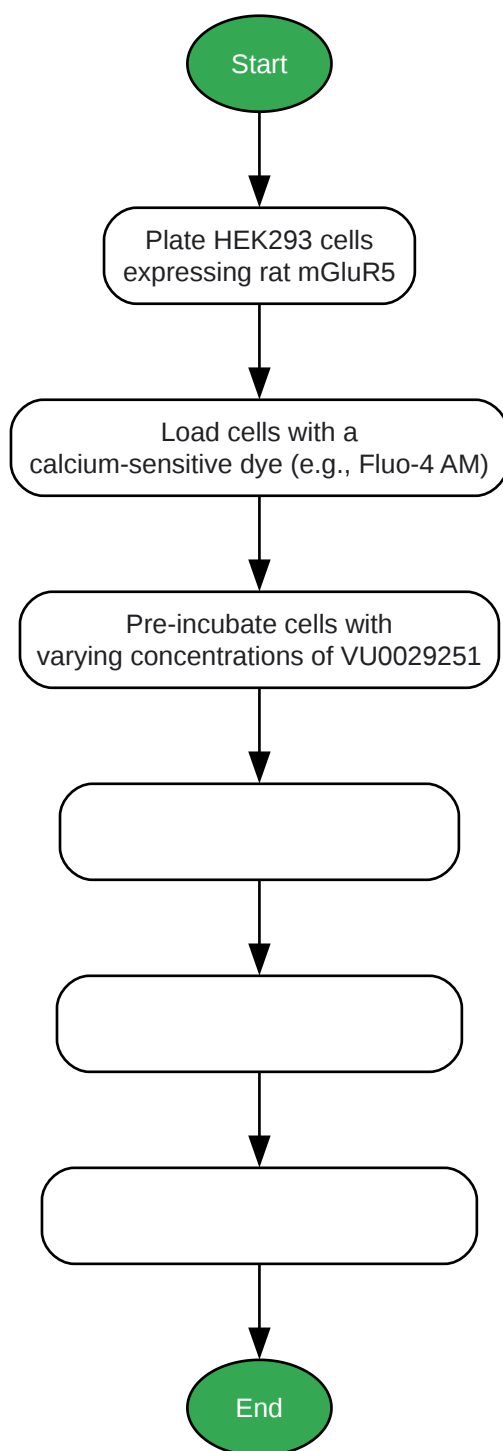 Start
Plate HEK293 cells
expressing rat mGluR5
Load cells with a
calcium-sensitive dye (e.g., Fluo-4 AM)
Pre-incubate cells with
varying concentrations of VU0029251
End